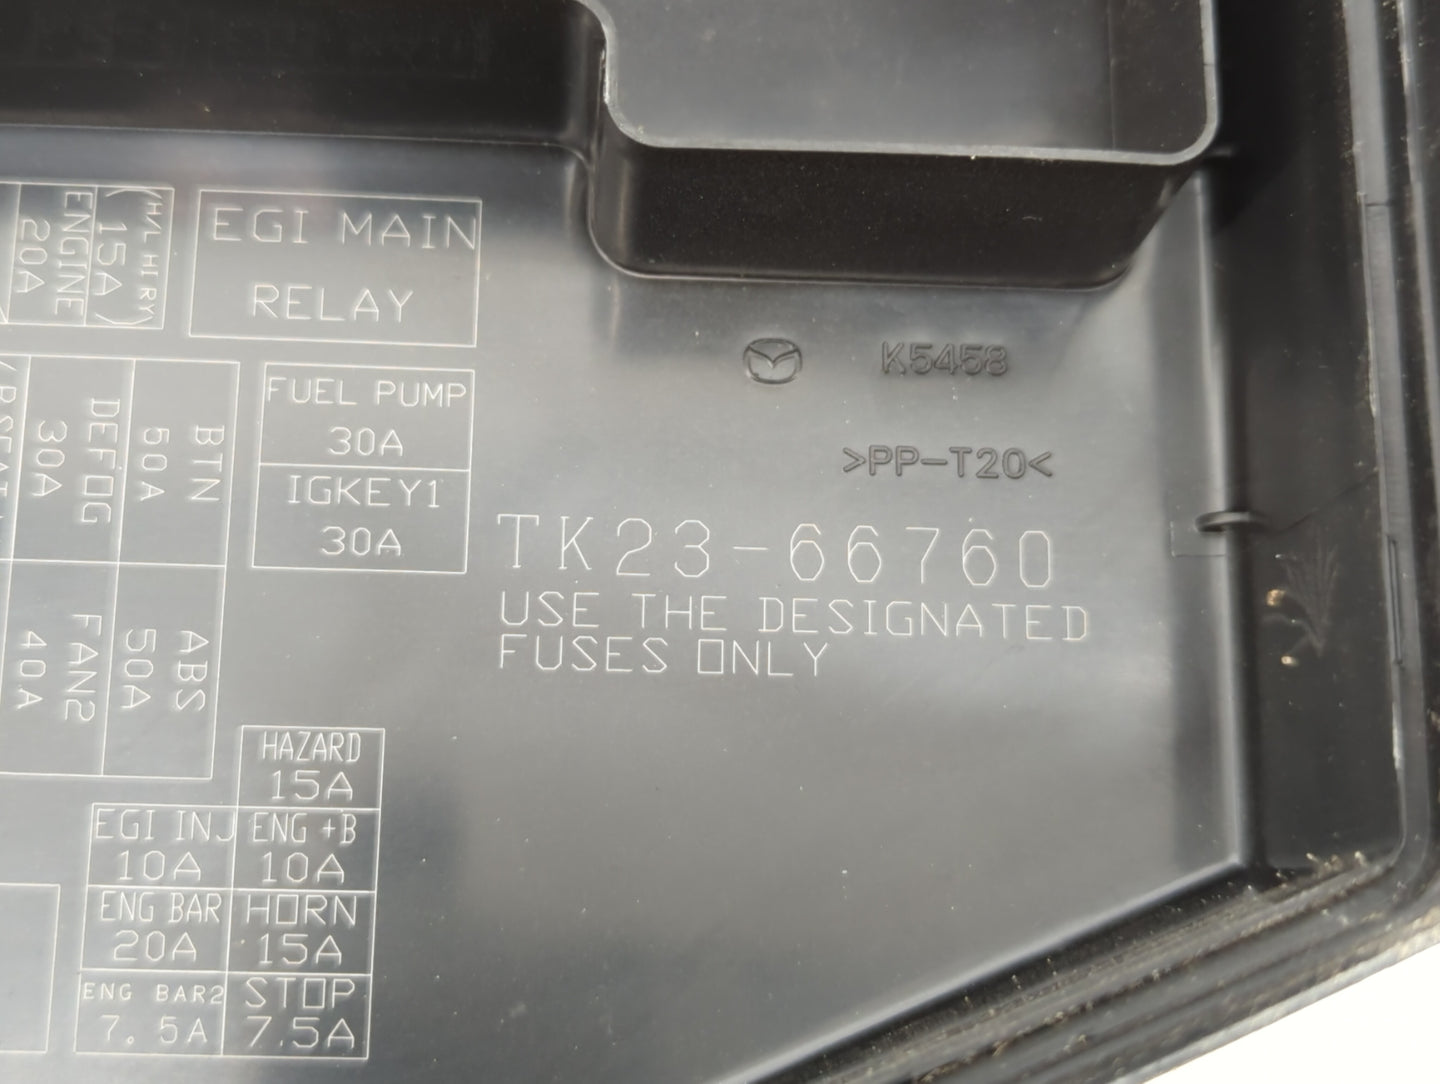 (H/L HI RY)
(15A)
ENGINE
20A
EGI MAIN
RELAY
FUEL PUMP
30A
IGKEY1
30A
BTN
50A
DEFOG
30A
ABS
50A
FAN2
40A
K5458
>PP-T20<
TK23-66760
USE THE DESIGNATED
FUSES ONLY
HAZARD
15A
EGI INJ
10A
ENG +B
10A
ENG BAR
20A
HORN
15A
ENG BAR2
7.5A
STOP
7.5A